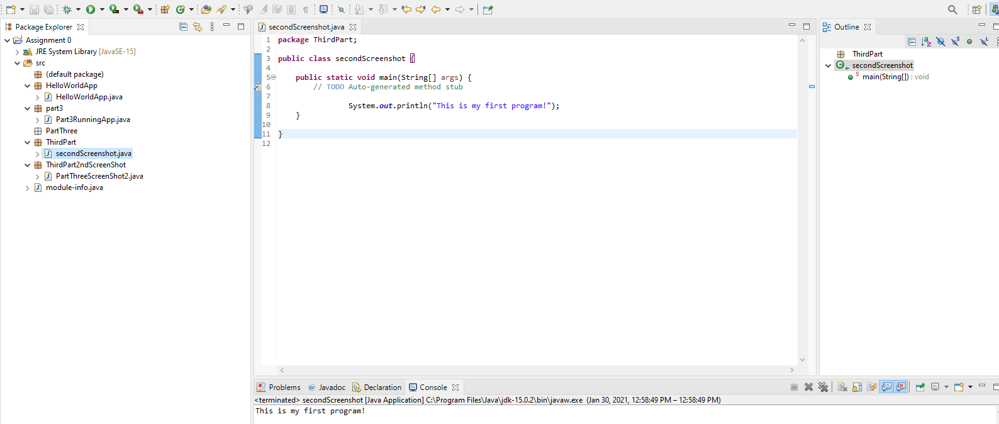 Package Explorer
Assignment 0
JRE System Library [JavaSE-15]
src
(default package)
HelloWorldApp
HelloWorldApp.java
part3
Part3RunningApp.java
PartThree
ThirdPart
secondScreenshot.java
ThirdPart2ndScreenShot
PartThreeScreenShot2.java
module-info.java
secondScreenshot.java
1 package ThirdPart;
2
3 public class secondScreenshot {
4
5 public static void main(String[] args) {
6 // TODO Auto-generated method stub
7
8 System.out.println("This is my first program!");
9 }
10
11 }
12
Outline
ThirdPart
secondScreenshot
main(String[]) : void
Problems @ Javadoc Declaration Console
<terminated> secondScreenshot [Java Application] C:\Program Files\Java\jdk-15.0.2\bin\javaw.exe (Jan 30, 2021, 12:58:49 PM – 12:58:49 PM)
This is my first program!